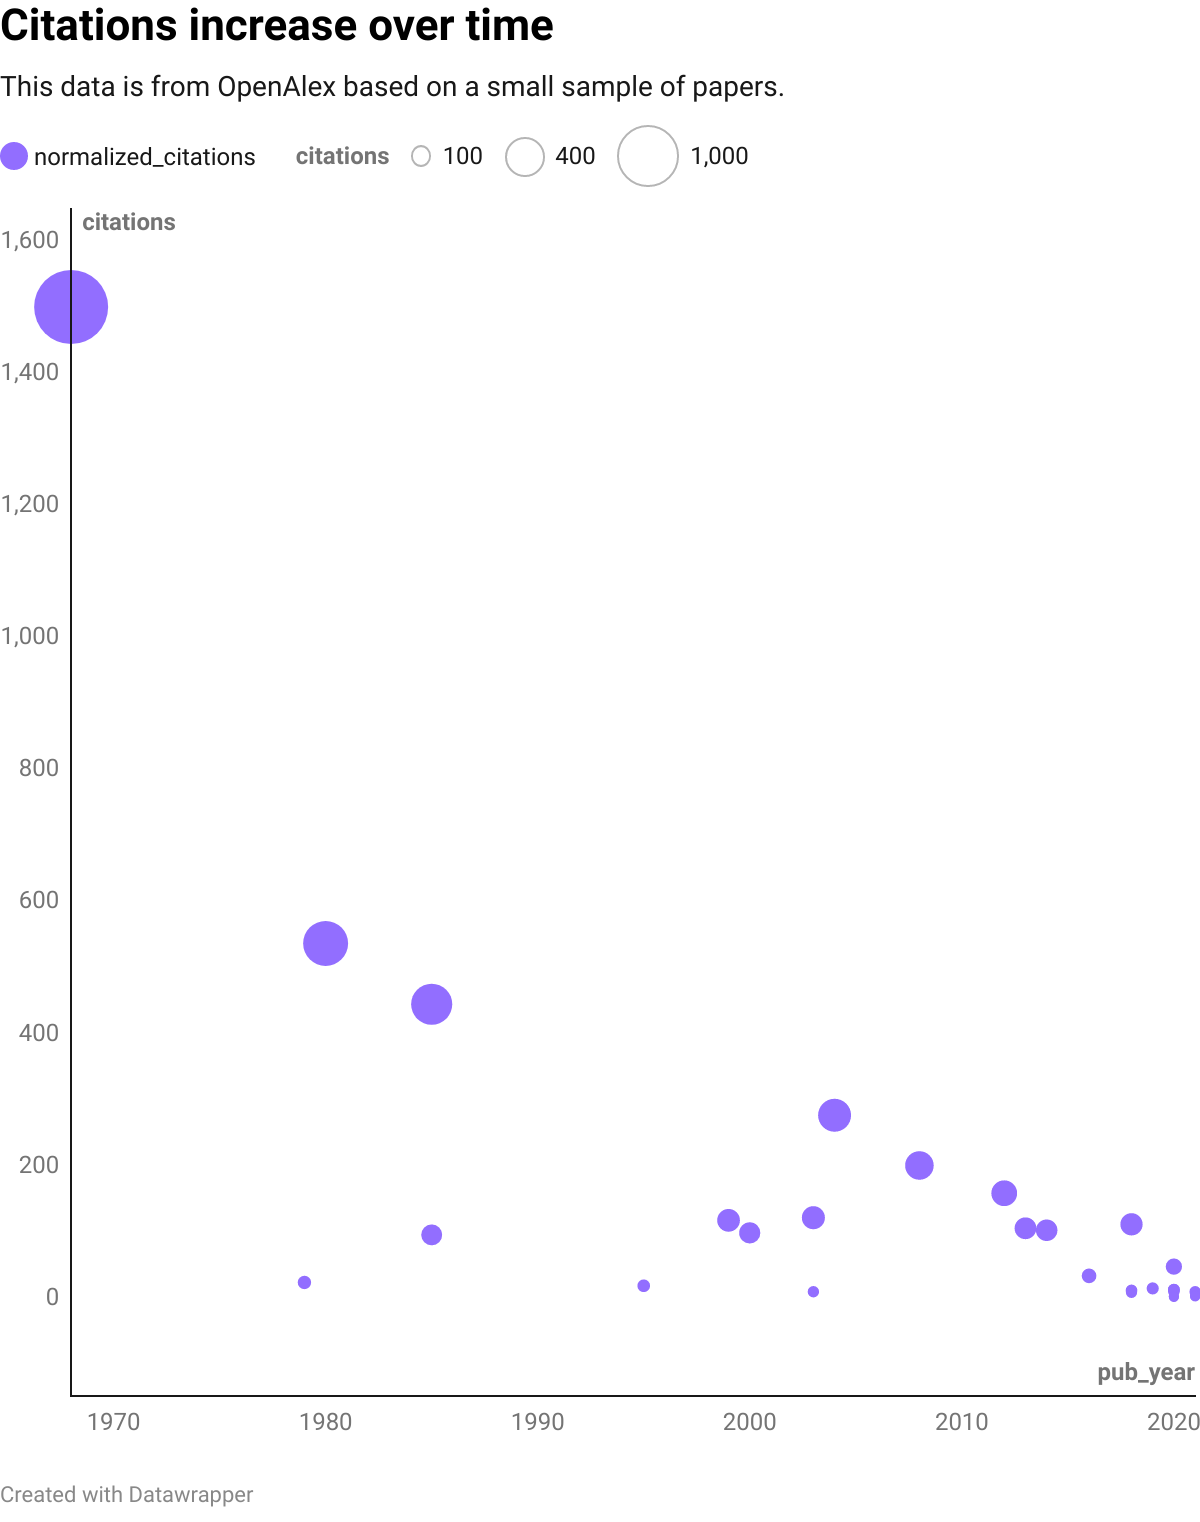 Citations increase over time
This data is from OpenAlex based on a small sample of papers.
normalized_citations citations 100 400 1,000
citations
1,600
1,400
1,200
1,000
800
600
400
200
0
pub_year
1970 1980 1990 2000 2010 2020
Created with Datawrapper